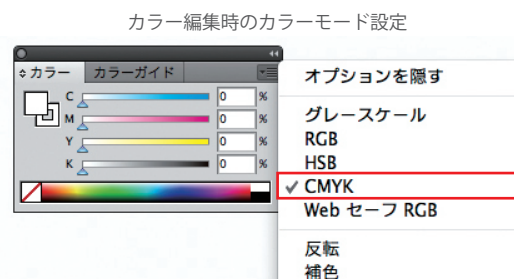 カラー編集時のカラーモード設定
カラー カラーガイド
C 0 %
M 0 %
Y 0 %
K 0 %
オプションを隠す
グレースケール
RGB
HSB
✓ CMYK
Web セーフ RGB
反転
補色